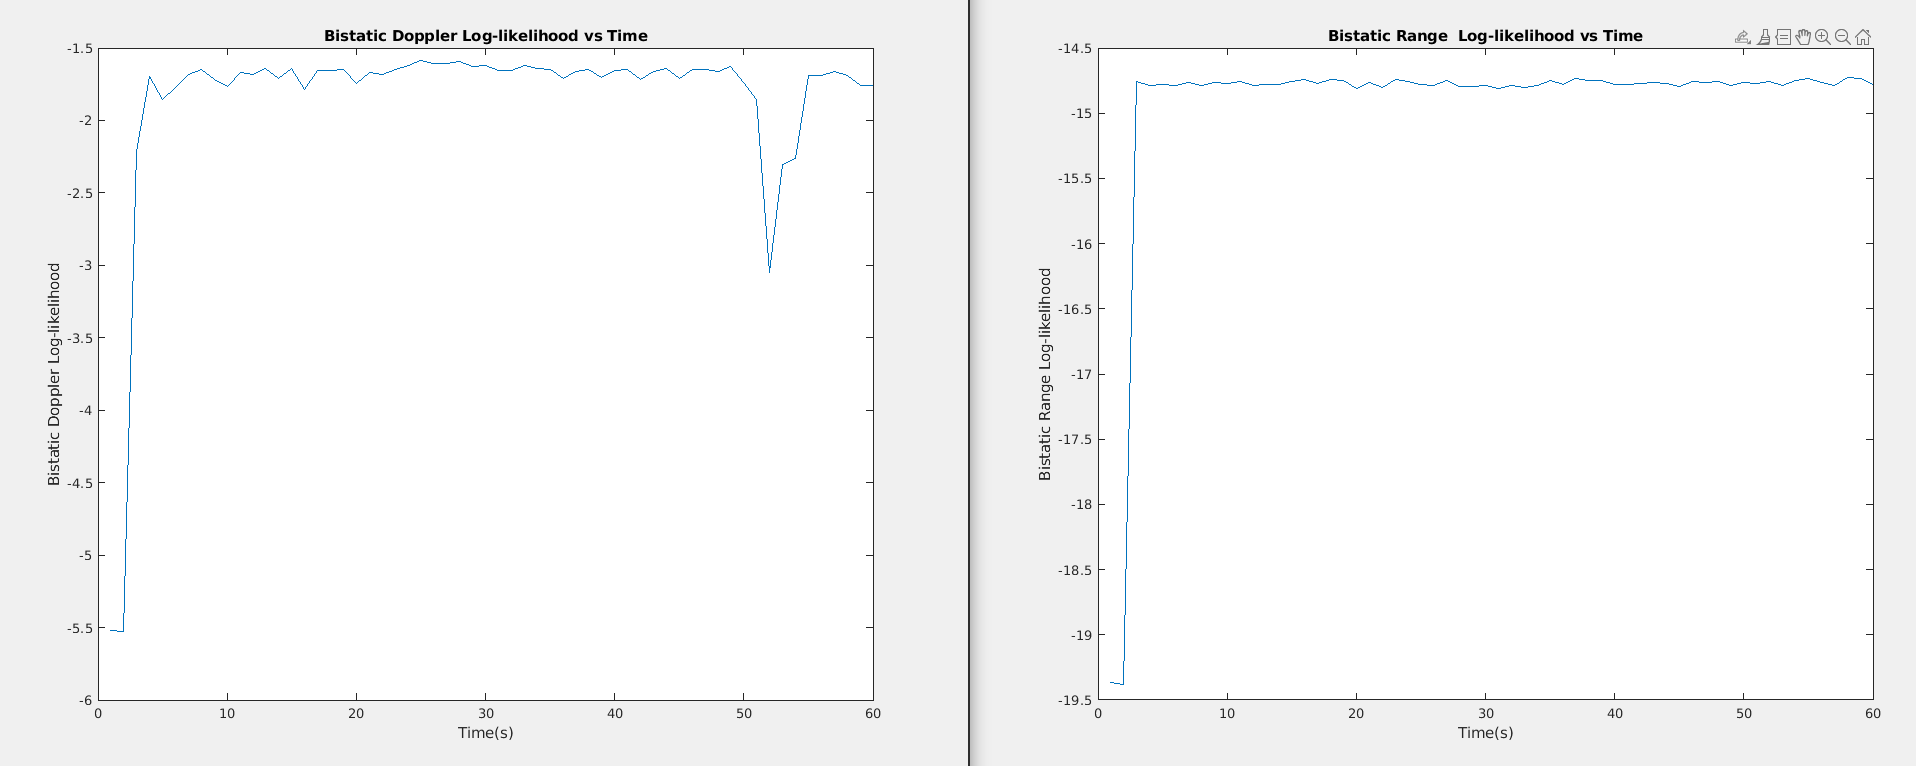 Bistatic Doppler Log-likelihood vs Time
-1.5
-2
-2.5
-3
-3.5
-4
-4.5
-5
-5.5
-6
Bistatic Doppler Log-likelihood
0 10 20 30 40 50 60
Time(s)
Bistatic Range  Log-likelihood vs Time
-14.5
-15
-15.5
-16
-16.5
-17
-17.5
-18
-18.5
-19
-19.5
Bistatic Range Log-likelihood
0 10 20 30 40 50 60
Time(s)